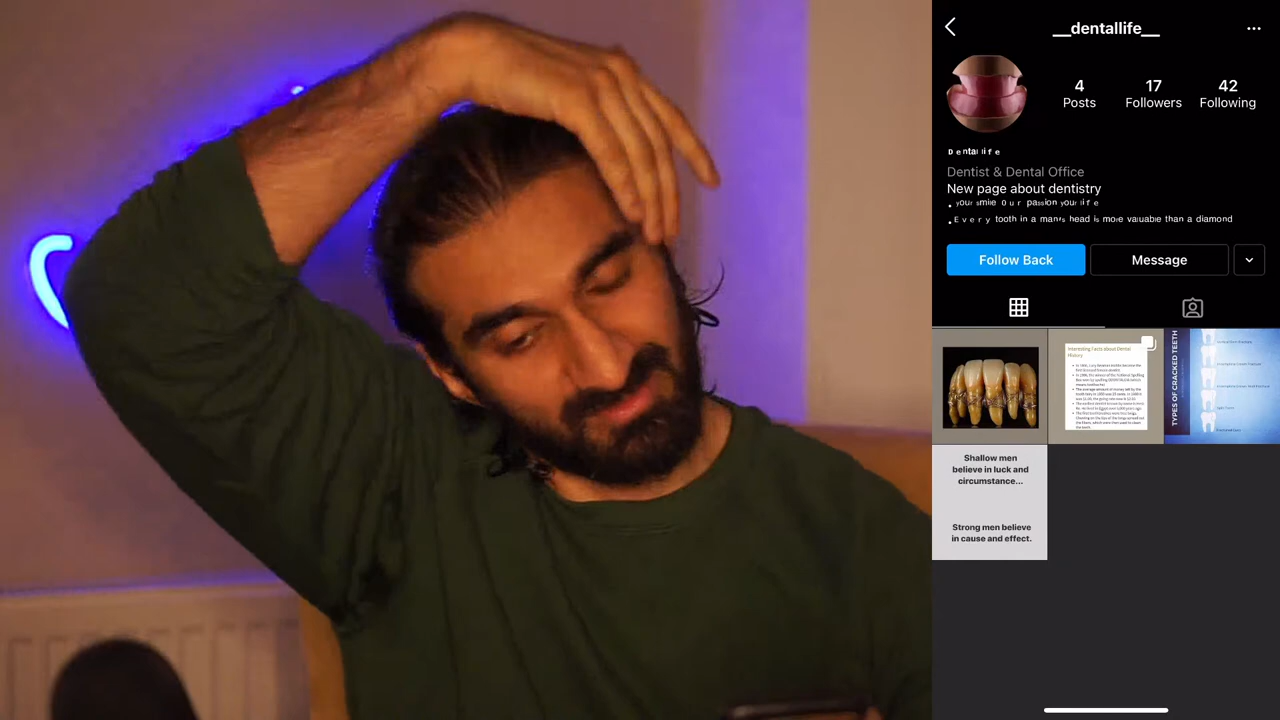 __dentallife__
4
Posts
17
Followers
42
Following
Dental life
Dentist & Dental Office
New page about dentistry
• your smile Our passion your life
• Every tooth in a man's head is more valuable than a diamond
Follow Back
Message
Interesting Facts about Dental
History
TYPES OF CRACKED TEETH
Shallow men
believe in luck and
circumstance...
Strong men believe
in cause and effect.